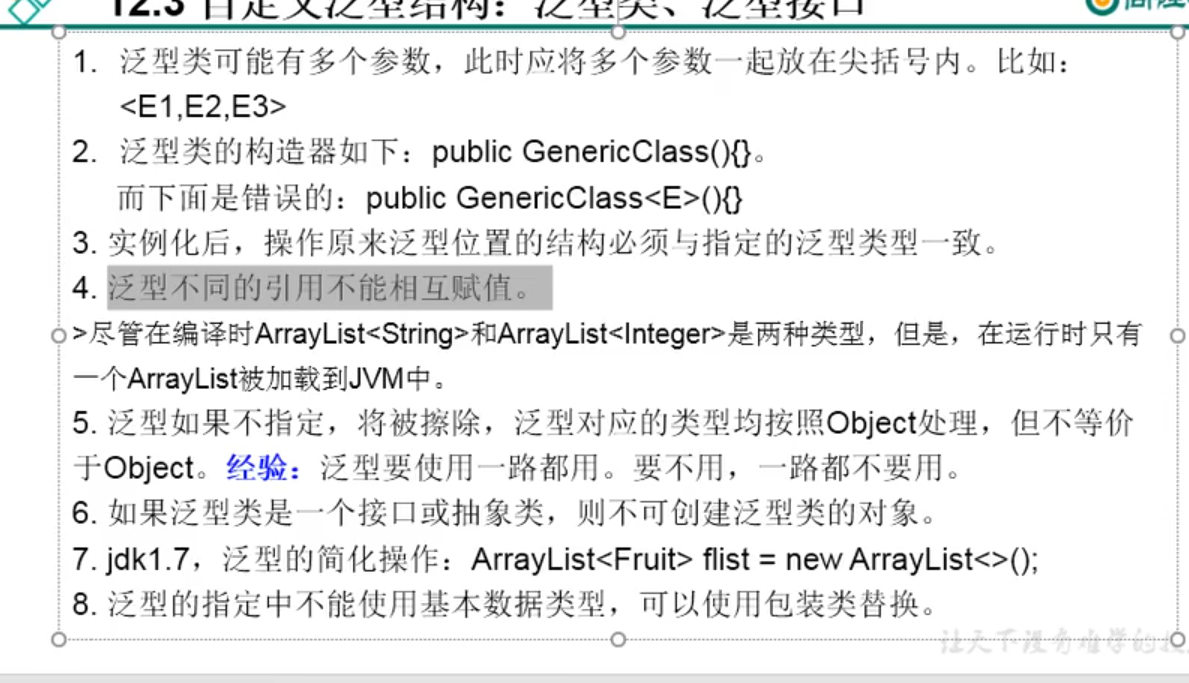 12.3 自定义泛型结构：泛型类、泛型接口
1. 泛型类可能有多个参数，此时应将多个参数一起放在尖括号内。比如：
<E1,E2,E3>
2. 泛型类的构造器如下：public GenericClass(){}。
而下面是错误的：public GenericClass<E>(){}
3. 实例化后，操作原来泛型位置的结构必须与指定的泛型类型一致。
4. 泛型不同的引用不能相互赋值。
>尽管在编译时ArrayList<String>和ArrayList<Integer>是两种类型，但是，在运行时只有
一个ArrayList被加载到JVM中。
5. 泛型如果不指定，将被擦除，泛型对应的类型均按照Object处理，但不等价
于Object。经验：泛型要使用一路都用。要不用，一路都不要用。
6. 如果泛型类是一个接口或抽象类，则不可创建泛型类的对象。
7. jdk1.7，泛型的简化操作：ArrayList<Fruit> flist = new ArrayList<>();
8. 泛型的指定中不能使用基本数据类型，可以使用包装类替换。
让天下没有难学的技